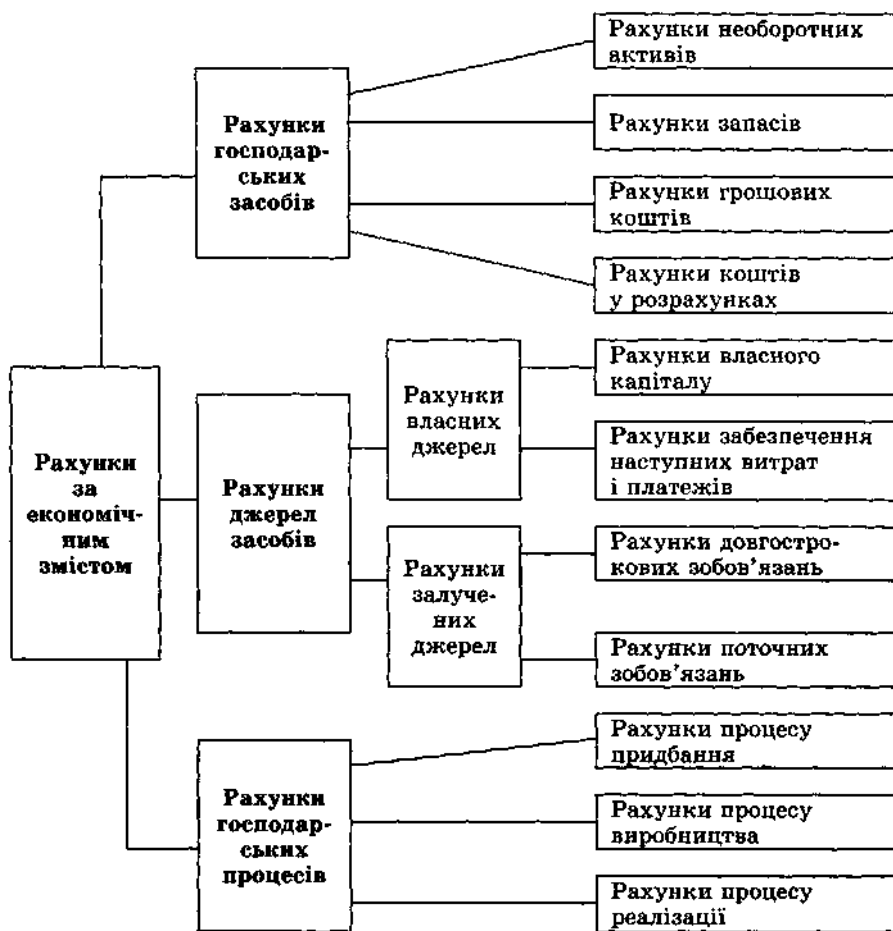 Рахунки
за
економіч-
ним
змістом
Рахунки
господар-
ських
засобів
Рахунки необоротних
активів
Рахунки запасів
Рахунки грошових
коштів
Рахунки коштів
у розрахунках
Рахунки
джерел
засобів
Рахунки
власних
джерел
Рахунки власного
капіталу
Рахунки забезпечення
наступних витрат
і платежів
Рахунки
залуче-
них
джерел
Рахунки довгостро-
кових зобов'язань
Рахунки поточних
зобов'язань
Рахунки
господар-
ських
процесів
Рахунки процесу
придбання
Рахунки процесу
виробництва
Рахунки процесу
реалізації